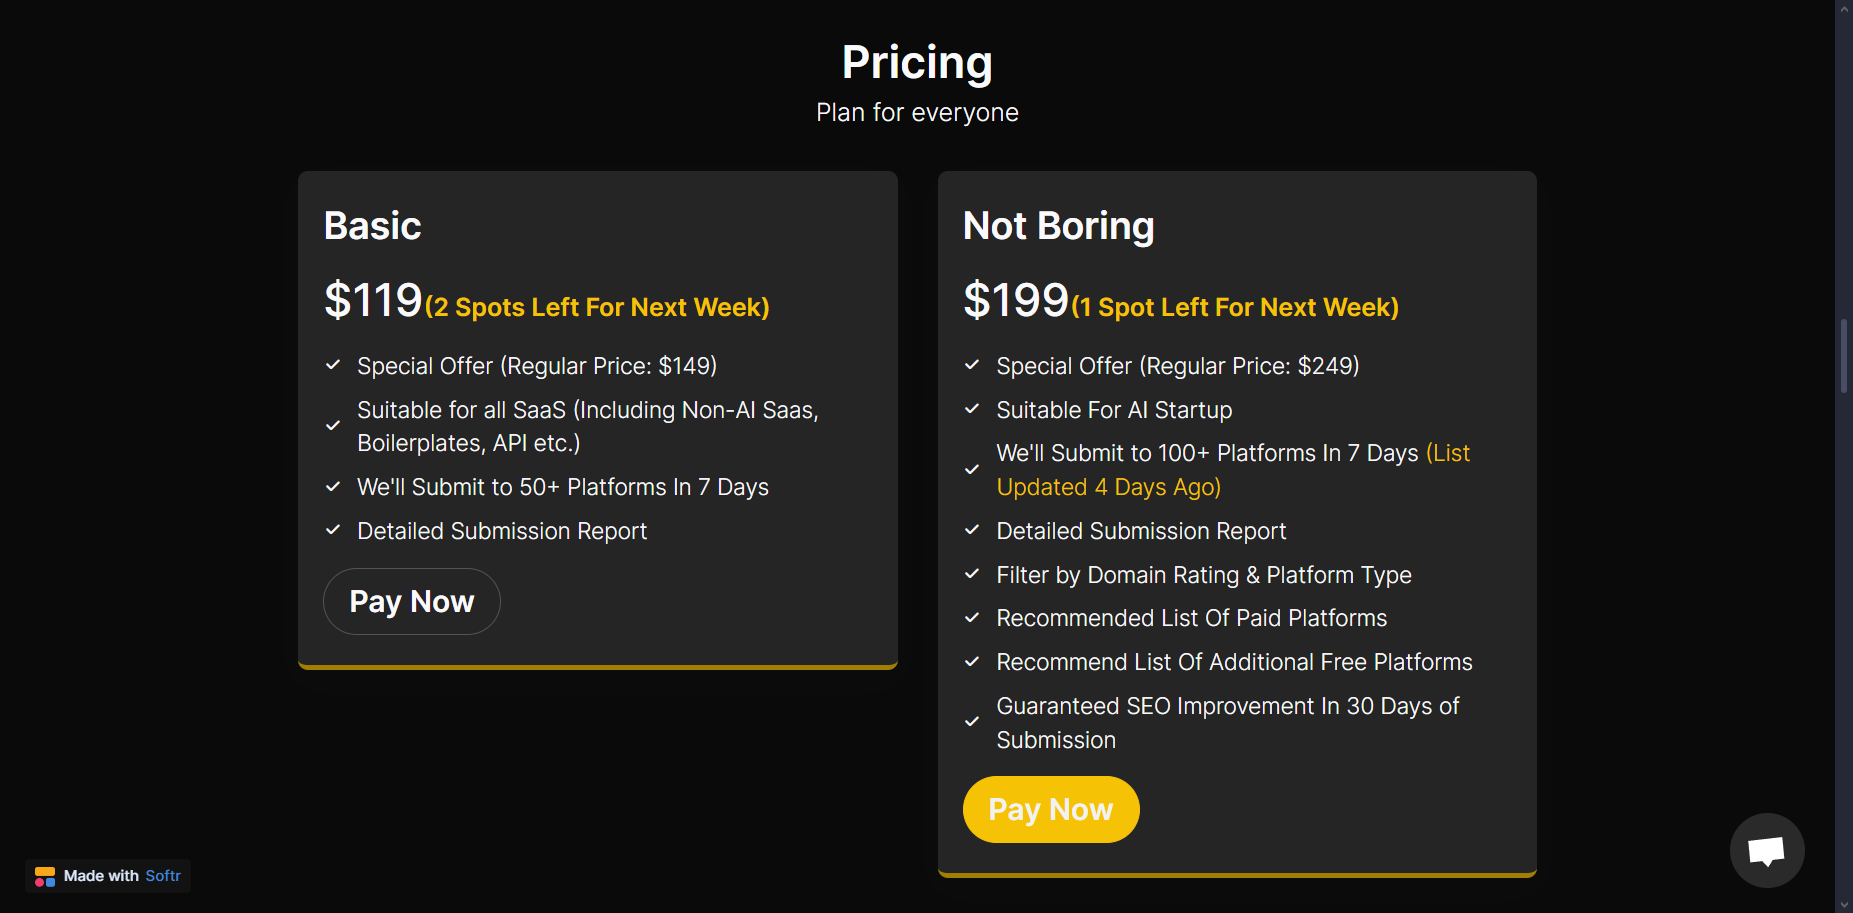 Pricing
Plan for everyone
Basic
$119(2 Spots Left For Next Week)
Special Offer (Regular Price: $149)
Suitable for all SaaS (Including Non-AI Saas,
Boilerplates, API etc.)
We'll Submit to 50+ Platforms In 7 Days
Detailed Submission Report
Pay Now
Not Boring
$199(1 Spot Left For Next Week)
Special Offer (Regular Price: $249)
Suitable For AI Startup
We'll Submit to 100+ Platforms In 7 Days (List
Updated 4 Days Ago)
Detailed Submission Report
Filter by Domain Rating & Platform Type
Recommended List Of Paid Platforms
Recommend List Of Additional Free Platforms
Guaranteed SEO Improvement In 30 Days of
Submission
Pay Now
Made with Softr